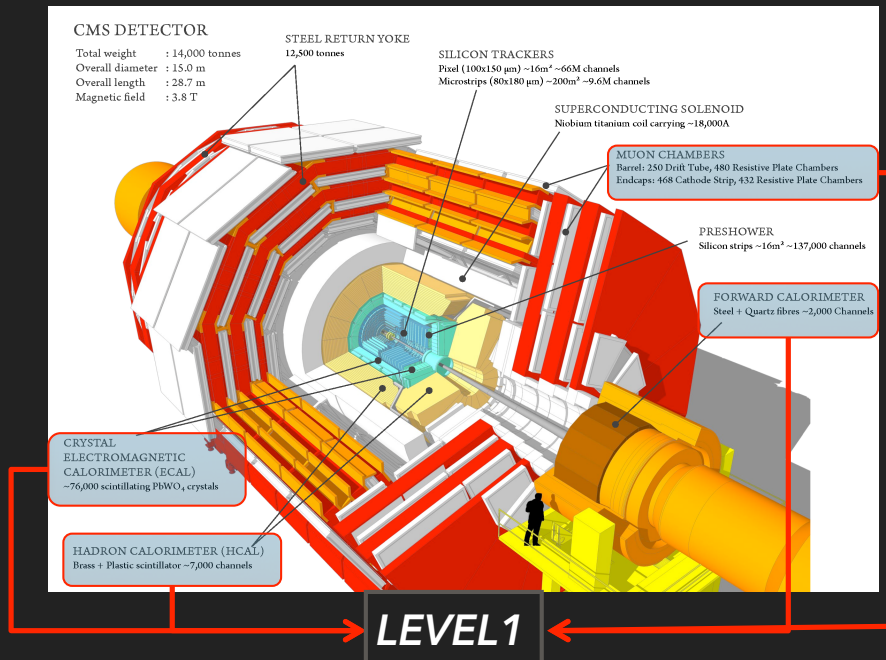 CMS DETECTOR
Total weight : 14,000 tonnes
Overall diameter : 15.0 m
Overall length : 28.7 m
Magnetic field : 3.8 T
STEEL RETURN YOKE
12,500 tonnes
SILICON TRACKERS
Pixel (100x150 μm) ~16m² ~66M channels
Microstrips (80x180 μm) ~200m² ~9.6M channels
SUPERCONDUCTING SOLENOID
Niobium titanium coil carrying ~18,000A
MUON CHAMBERS
Barrel: 250 Drift Tube, 480 Resistive Plate Chambers
Endcaps: 468 Cathode Strip, 432 Resistive Plate Chambers
PRESHOWER
Silicon strips ~16m² ~137,000 channels
FORWARD CALORIMETER
Steel + Quartz fibres ~2,000 Channels
CRYSTAL
ELECTROMAGNETIC
CALORIMETER (ECAL)
~76,000 scintillating PbWO₄ crystals
HADRON CALORIMETER (HCAL)
Brass + Plastic scintillator ~7,000 channels
LEVEL1